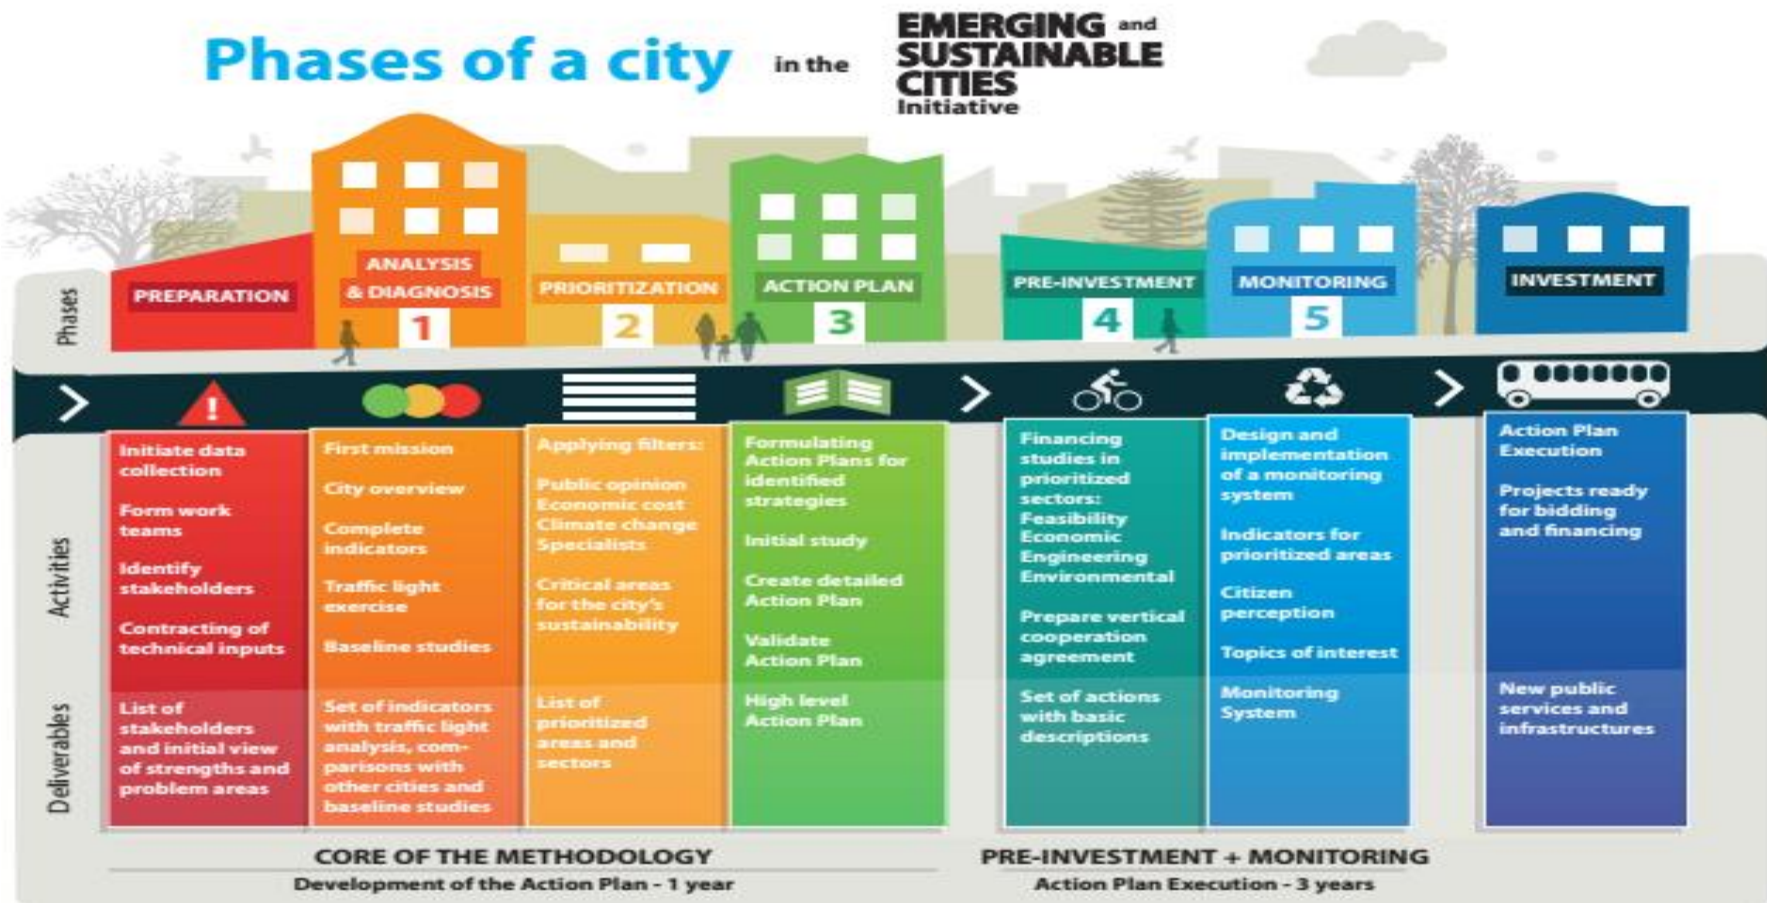 Phases of a city
in the
EMERGING and
SUSTAINABLE
CITIES
Initiative
Phases
PREPARATION
ANALYSIS
& DIAGNOSIS
1
PRIORITIZATION
2
ACTION PLAN
3
PRE-INVESTMENT
4
MONITORING
5
INVESTMENT
!
Activities
Initiate data
collection
Form work
teams
Identify
stakeholders
Contracting of
technical inputs
First mission
City overview
Complete
indicators
Traffic light
exercise
Baseline studies
Applying filters:
Public opinion
Economic cost
Climate change
Specialists
Critical areas
for the city's
sustainability
Formulating
Action Plans for
identified
strategies
Initial study
Create detailed
Action Plan
Validate
Action Plan
Financing
studies in
prioritized
sectors:
Feasibility
Economic
Engineering
Environmental
Prepare vertical
cooperation
agreement
Design and
implementation
of a monitoring
system
Indicators for
prioritized areas
Citizen
perception
Topics of interest
Action Plan
Execution
Projects ready
for bidding
and financing
Deliverables
List of
stakeholders
and initial view
of strengths and
problem areas
Set of indicators
with traffic light
analysis, com-
parisons with
other cities and
baseline studies
List of
prioritized
areas and
sectors
High level
Action Plan
Set of actions
with basic
descriptions
Monitoring
System
New public
services and
infrastructures
CORE OF THE METHODOLOGY
Development of the Action Plan - 1 year
PRE-INVESTMENT + MONITORING
Action Plan Execution - 3 years